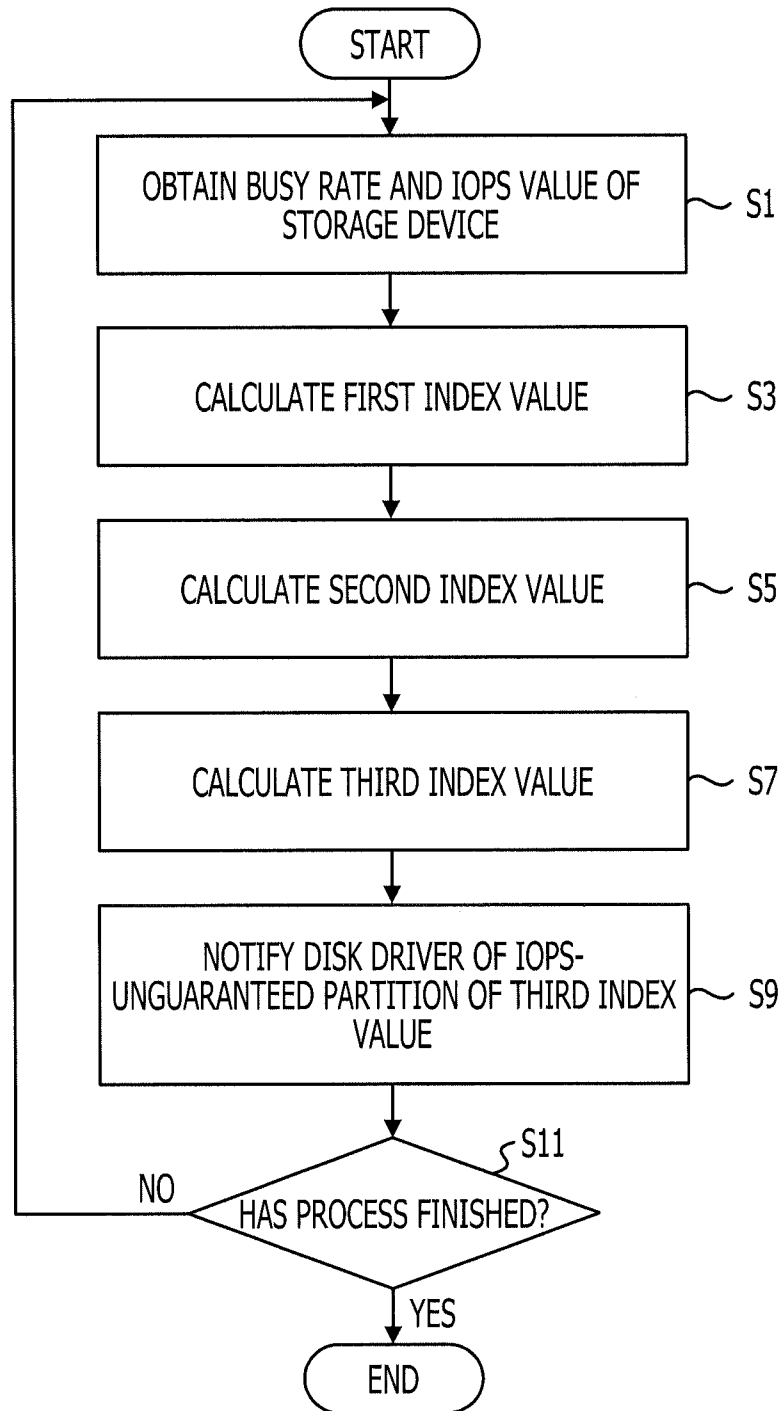 START
OBTAIN BUSY RATE AND IOPS VALUE OF
STORAGE DEVICE
S1
CALCULATE FIRST INDEX VALUE
S3
CALCULATE SECOND INDEX VALUE
S5
CALCULATE THIRD INDEX VALUE
S7
NOTIFY DISK DRIVER OF IOPS-
UNGUARANTEED PARTITION OF THIRD INDEX
VALUE
S9
S11
NO
HAS PROCESS FINISHED?
YES
END